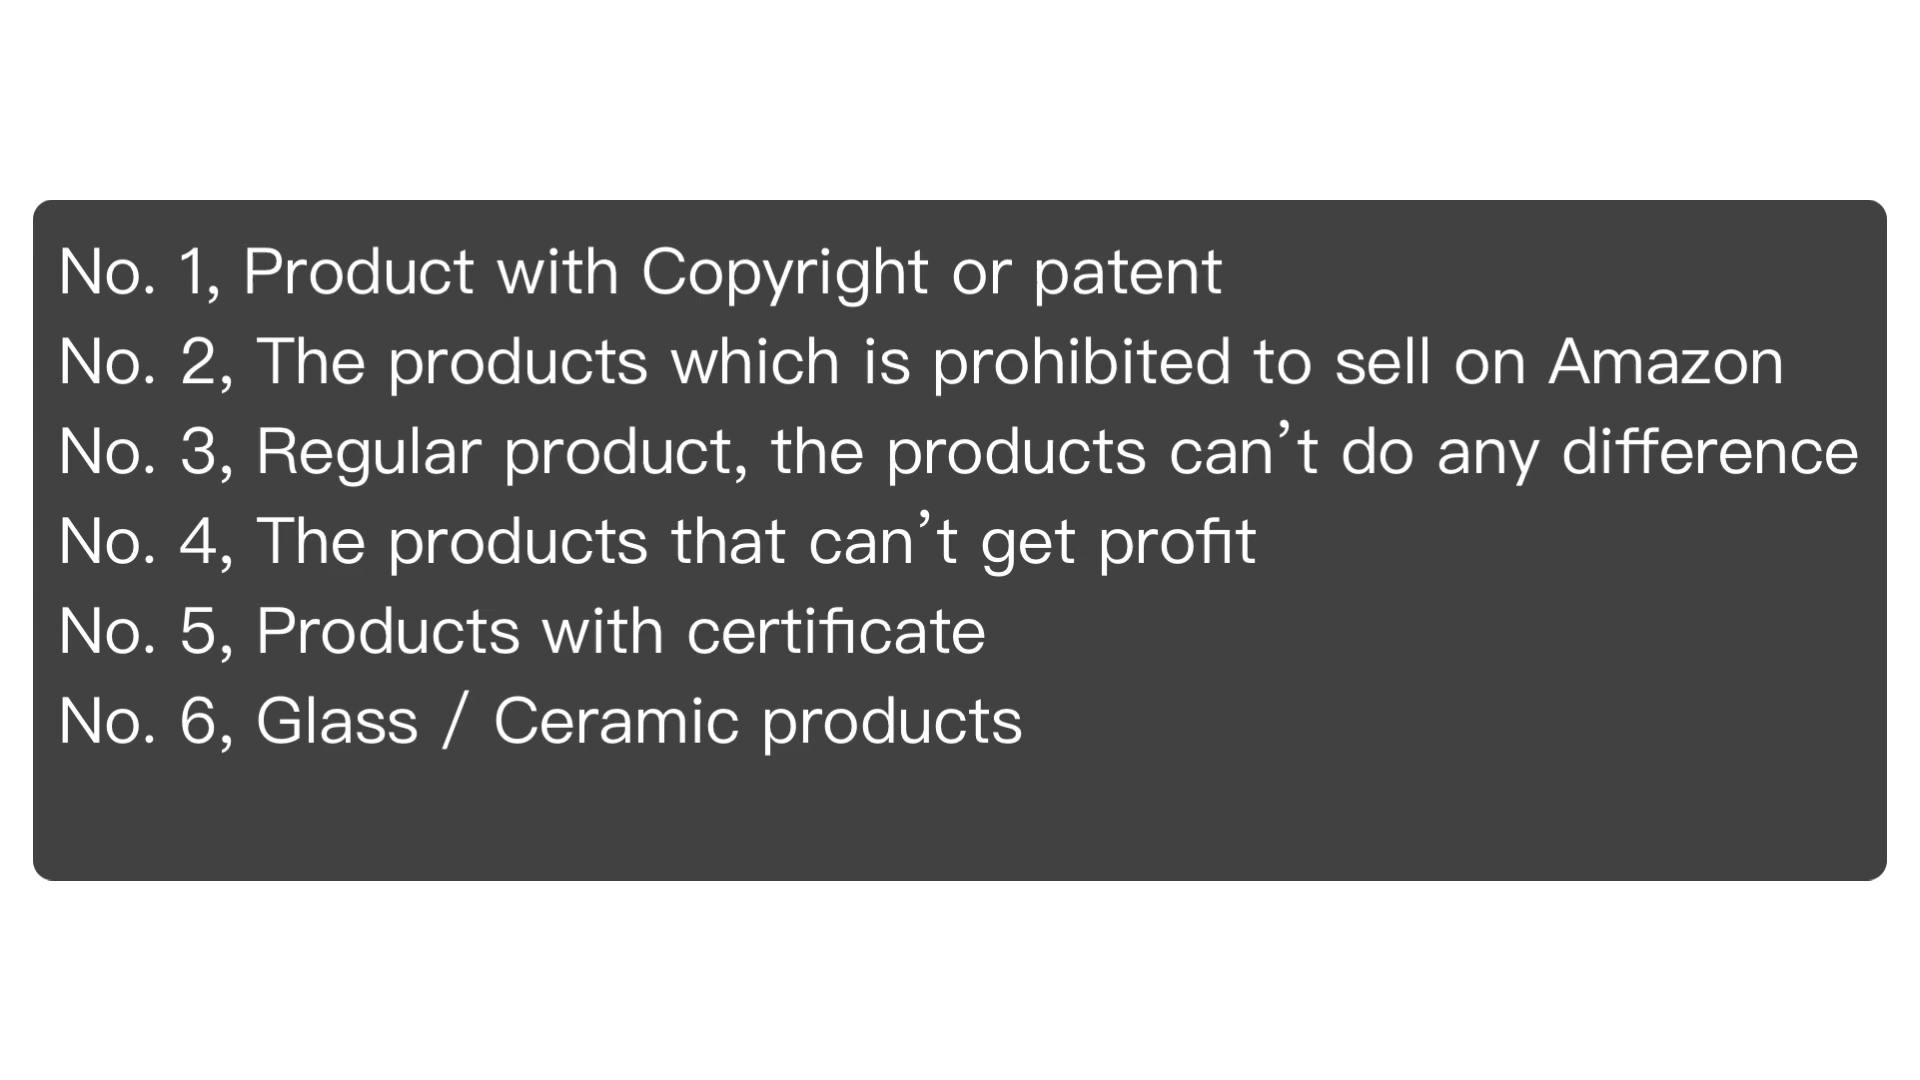 No. 1, Product with Copyright or patent
No. 2, The products which is prohibited to sell on Amazon
No. 3, Regular product, the products can’t do any difference
No. 4, The products that can’t get profit
No. 5, Products with certificate
No. 6, Glass / Ceramic products